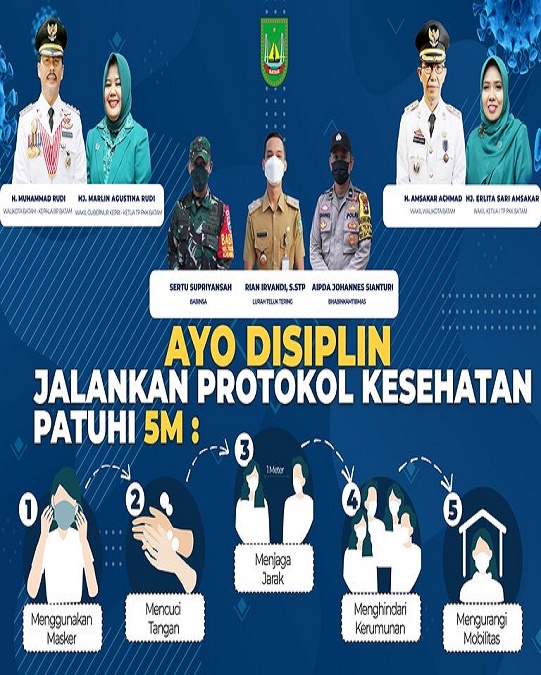 H. MUHAMMAD RUDI
WALIKOTA BATAM - KEPALA BP BATAM
HJ. MARLIN AGUSTINA RUDI
WAKIL GUBERNUR KEPRI - KETUA TP PKK BATAM
H. AMSAKAR ACHMAD
WAKIL WALIKOTA BATAM
HJ. ERLITA SARI AMSAKAR
WAKIL KETUA I TP PKK BATAM
SERTU SUPRIYANSAH
BABINSA
RIAN IRVANDI, S.STP
LURAH TELUK TERING
AIPDA JOHANNES SIANTURI
BHABINKAMTIBMAS
AYO DISIPLIN
JALANKAN PROTOKOL KESEHATAN
PATUHI 5M :
1
Menggunakan
Masker
2
Mencuci
Tangan
3
1 Meter
Menjaga
Jarak
4
Menghindari
Kerumunan
5
Mengurangi
Mobilitas